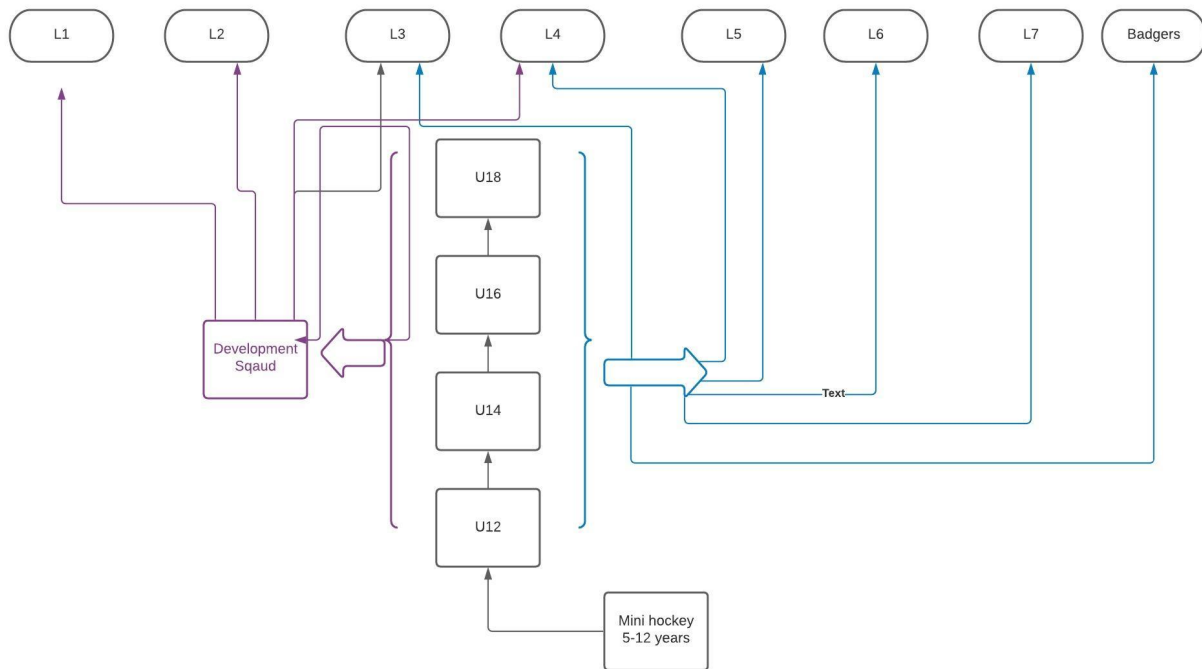 L1
L2
L3
L4
L5
L6
L7
Badgers
U18
U16
Development
Sqaud
Text
U14
U12
Mini hockey
5-12 years